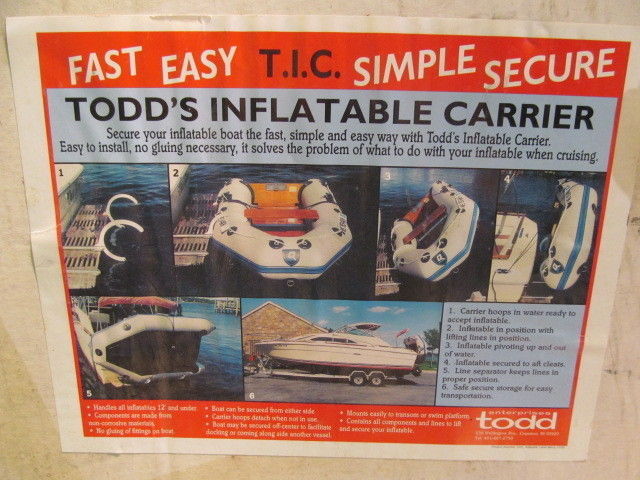 FAST EASY T.I.C. SIMPLE SECURE
TODD'S INFLATABLE CARRIER
Secure your inflatable boat the fast, simple and easy way with Todd's Inflatable Carrier.
Easy to install, no gluing necessary, it solves the problem of what to do with your inflatable when cruising.
1
2
3
4
5
6
1. Carrier hoops in water ready to
accept inflatable.
2. Inflatable in position with
lifting lines in position.
3. Inflatable pivoting up and out
of water.
4. Inflatable secured to aft cleats.
5. Line separator keeps lines in
proper position.
6. Safe secure storage for easy
transportation.
• Handles all inflatables 12' and under.
• Components are made from
non-corrosive materials.
• No gluing of fittings on boat.
• Boat can be secured from either side
• Carrier hoops detach when not in use.
• Boat may be secured off-center to facilitate
docking or coming along side another vessel.
• Mounts easily to transom or swim platform.
• Contains all components and lines to lift
and secure your inflatable.
enterprises
todd